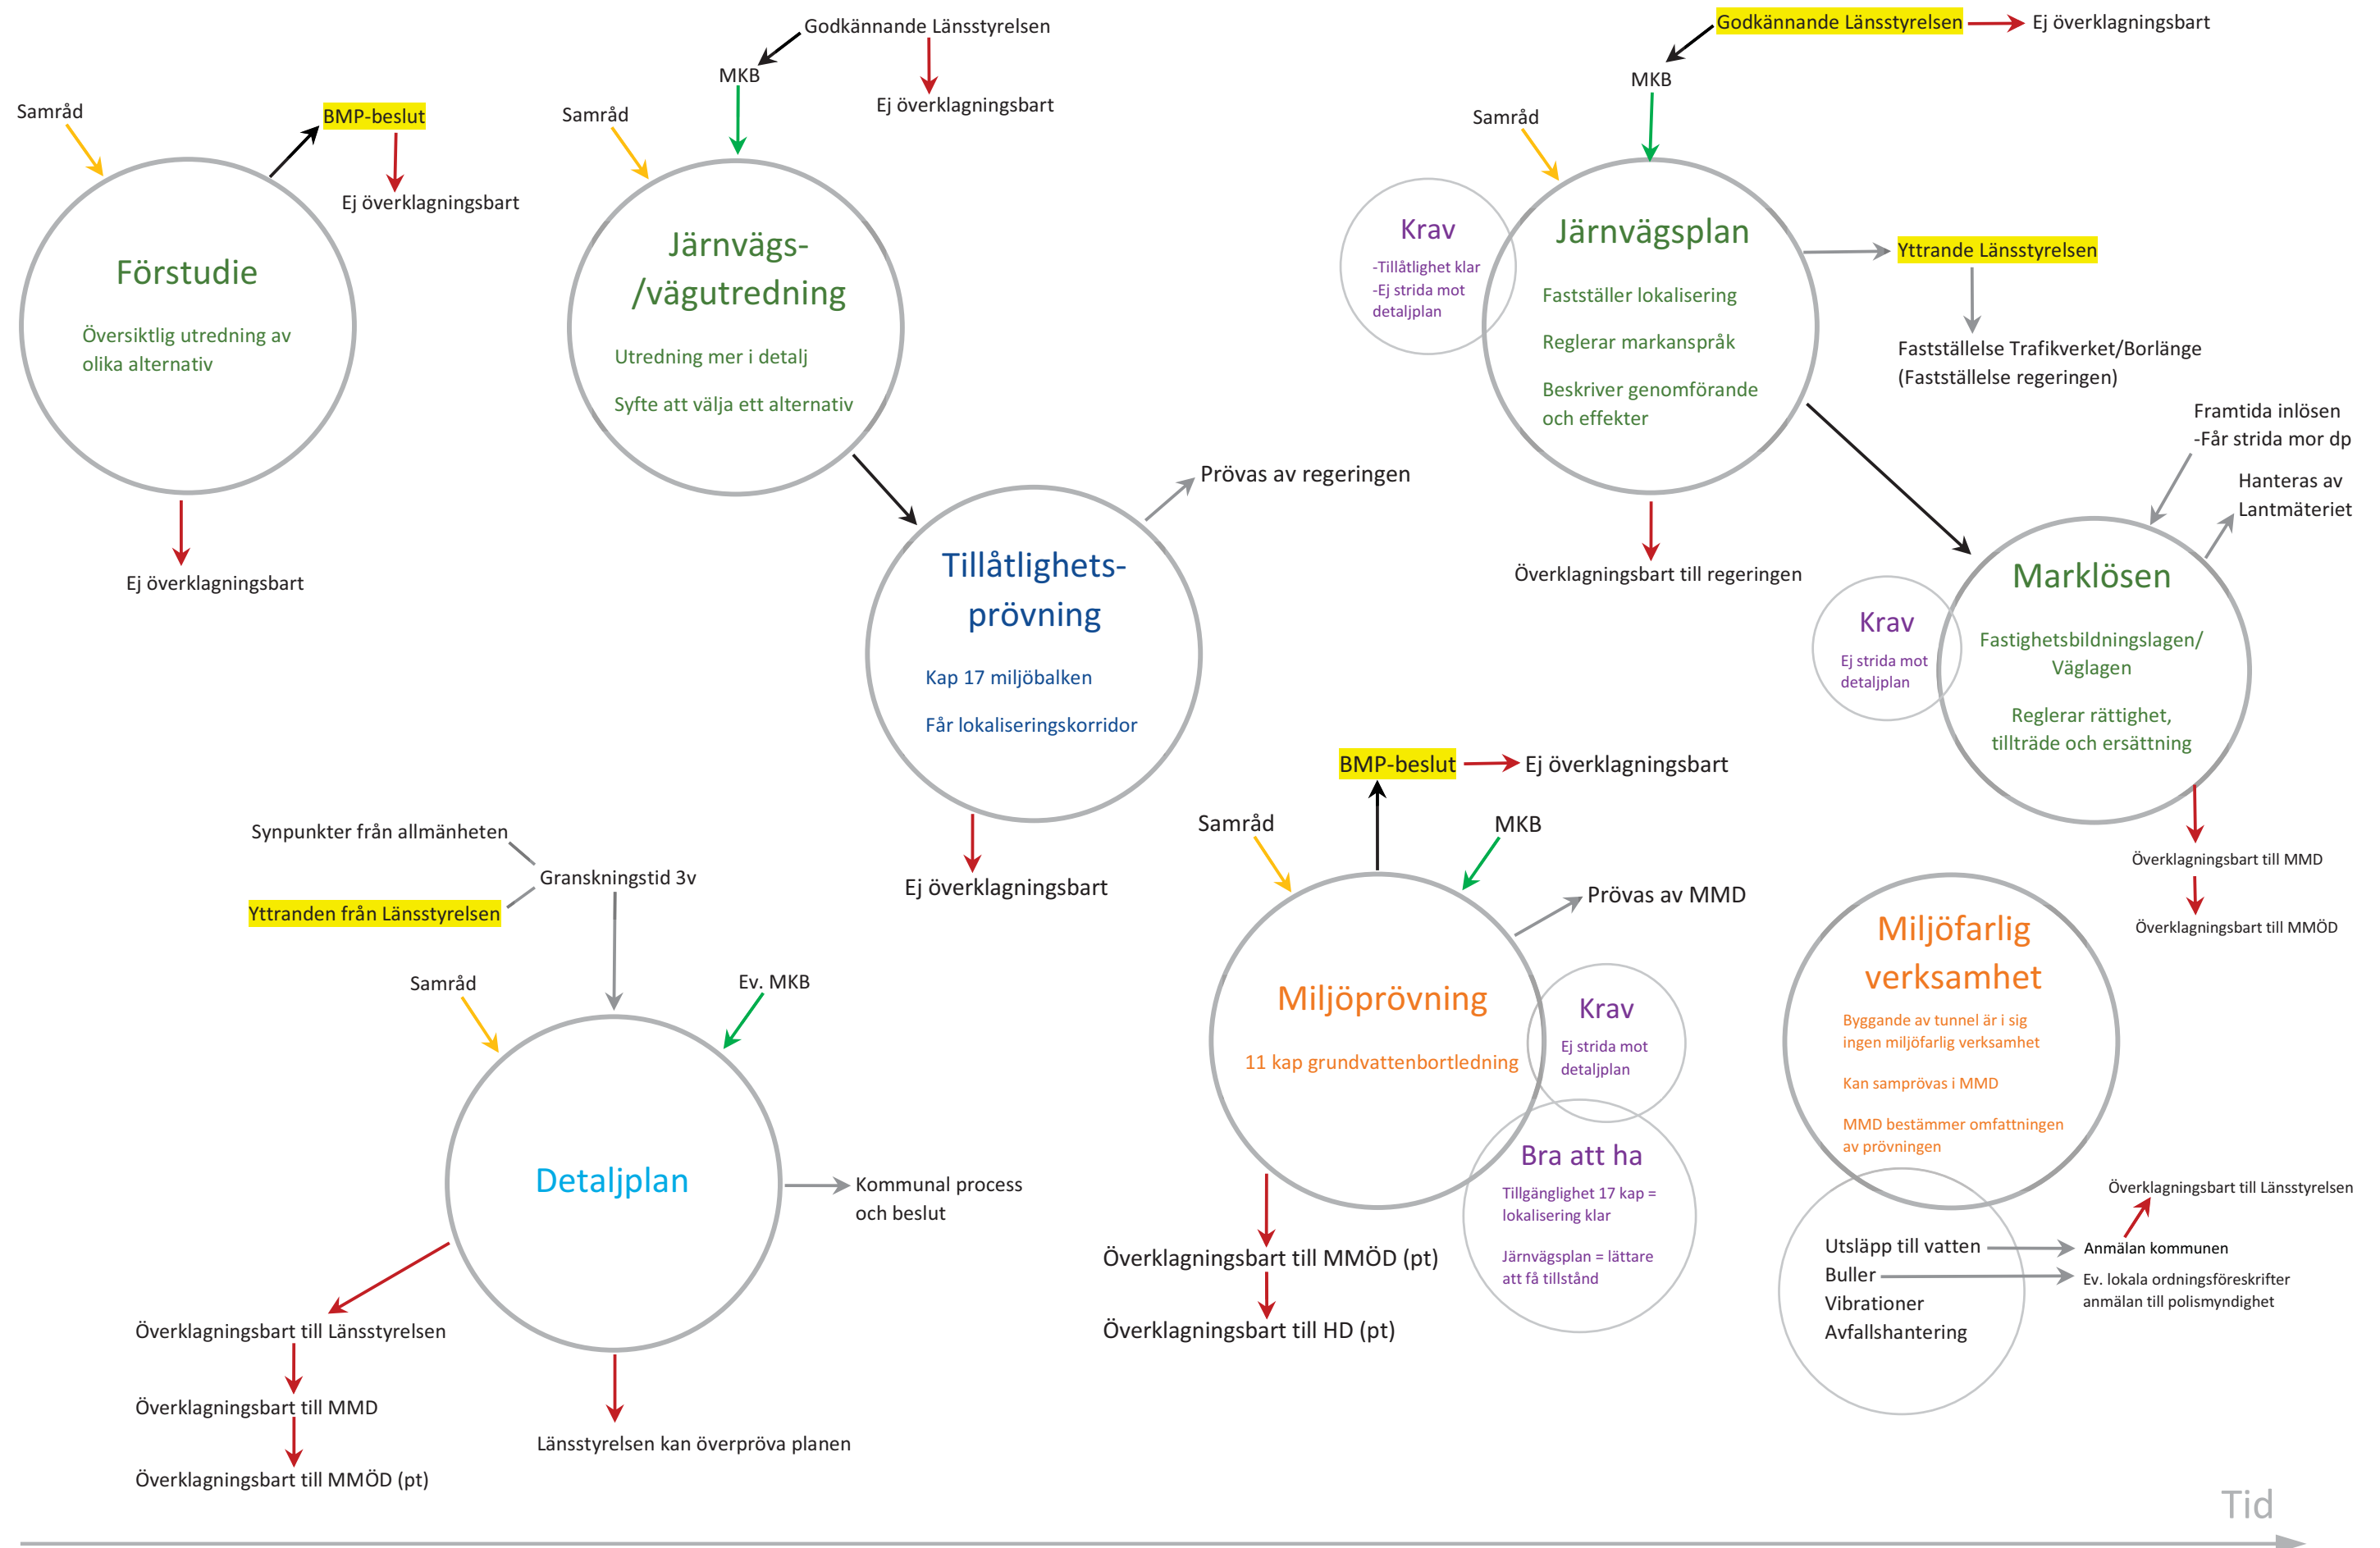 Samråd
BMP-beslut
Ej överklagningsbart
Förstudie
Översiktlig utredning av
olika alternativ
Ej överklagningsbart
Godkännande Länsstyrelsen
MKB
Ej överklagningsbart
Samråd
Järnvägs-
/vägutredning
Utredning mer i detalj
Syfte att välja ett alternativ
Prövas av regeringen
Tillåtlighets-
prövning
Kap 17 miljöbalken
Får lokaliseringskorridor
Ej överklagningsbart
Godkännande Länsstyrelsen
Ej överklagningsbart
MKB
Samråd
Krav
-Tillåtlighet klar
-Ej strida mot
detaljplan
Järnvägsplan
Fastställer lokalisering
Reglerar markanspråk
Beskriver genomförande
och effekter
Yttrande Länsstyrelsen
Fastställelse Trafikverket/Borlänge
(Fastställelse regeringen)
Överklagningsbart till regeringen
Framtida inlösen
-Får strida mor dp
Hanteras av
Lantmäteriet
Krav
Ej strida mot
detaljplan
Marklösen
Fastighetsbildningslagen/
Väglagen
Reglerar rättighet,
tillträde och ersättning
Överklagningsbart till MMD
Överklagningsbart till MMÖD
Synpunkter från allmänheten
Granskningstid 3v
Yttranden från Länsstyrelsen
Samråd
Ev. MKB
Detaljplan
Kommunal process
och beslut
Överklagningsbart till Länsstyrelsen
Överklagningsbart till MMD
Överklagningsbart till MMÖD (pt)
Länsstyrelsen kan överpröva planen
BMP-beslut
Ej överklagningsbart
Samråd
MKB
Prövas av MMD
Miljöprövning
11 kap grundvattenbortledning
Krav
Ej strida mot
detaljplan
Bra att ha
Tillgänglighet 17 kap =
lokalisering klar
Järnvägsplan = lättare
att få tillstånd
Överklagningsbart till MMÖD (pt)
Överklagningsbart till HD (pt)
Miljöfarlig
verksamhet
Byggande av tunnel är i sig
ingen miljöfarlig verksamhet
Kan samprövas i MMD
MMD bestämmer omfattningen
av prövningen
Överklagningsbart till Länsstyrelsen
Utsläpp till vatten
Anmälan kommunen
Buller
Ev. lokala ordningsföreskrifter
anmälan till polismyndighet
Vibrationer
Avfallshantering
Tid